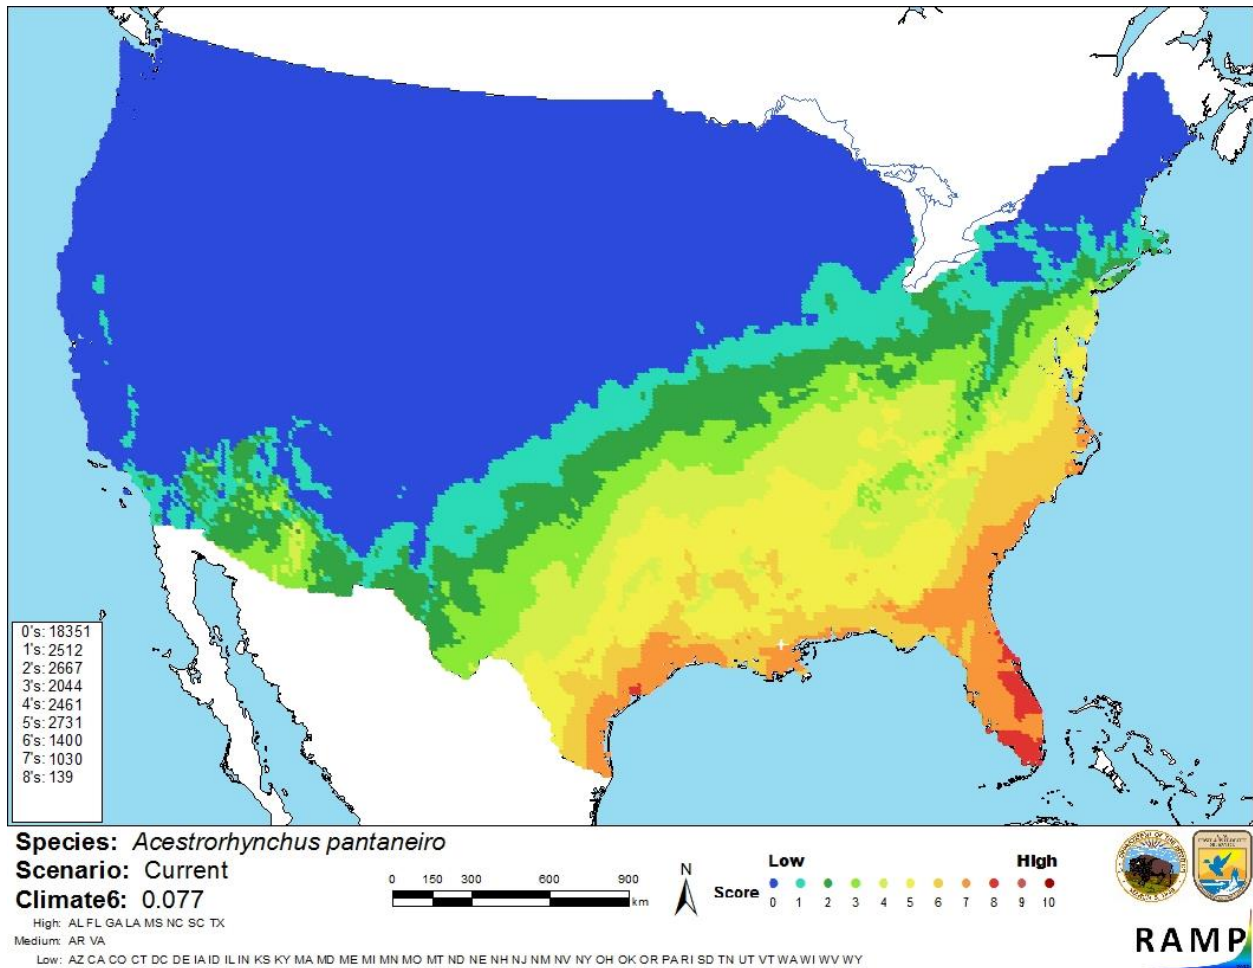 0's: 18351
1's: 2512
2's: 2667
3's: 2044
4's: 2461
5's: 2731
6's: 1400
7's: 1030
8's: 139
Species: Acestrorhynchus pantaneiro
Scenario: Current
Climate6: 0.077
High: AL FL GA LA MS NC SC TX
Medium: AR VA
Low: AZ CA CO CT DC DE IA ID IL IN KS KY MA MD ME MI MN MO MT ND NE NH NJ NM NV NY OH OK OR PA RI SD TN UT VT WA WI WV WY
0 150 300 600 900
km
N
Low High
Score 0 1 2 3 4 5 6 7 8 9 10
RAMP